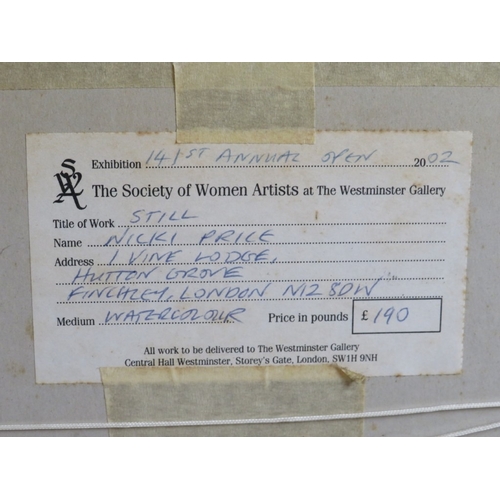 SWA Exhibition 141ST ANNUAL OPEN 2002
The Society of Women Artists at The Westminster Gallery
Title of Work STILL
Name NICKI PRICE
Address 1 VINE LODGE,
HUTTON GROVE
FINCHLEY, LONDON N12 8DW
Medium WATERCOLOUR Price in pounds £190
All work to be delivered to The Westminster Gallery
Central Hall Westminster, Storey's Gate, London, SW1H 9NH